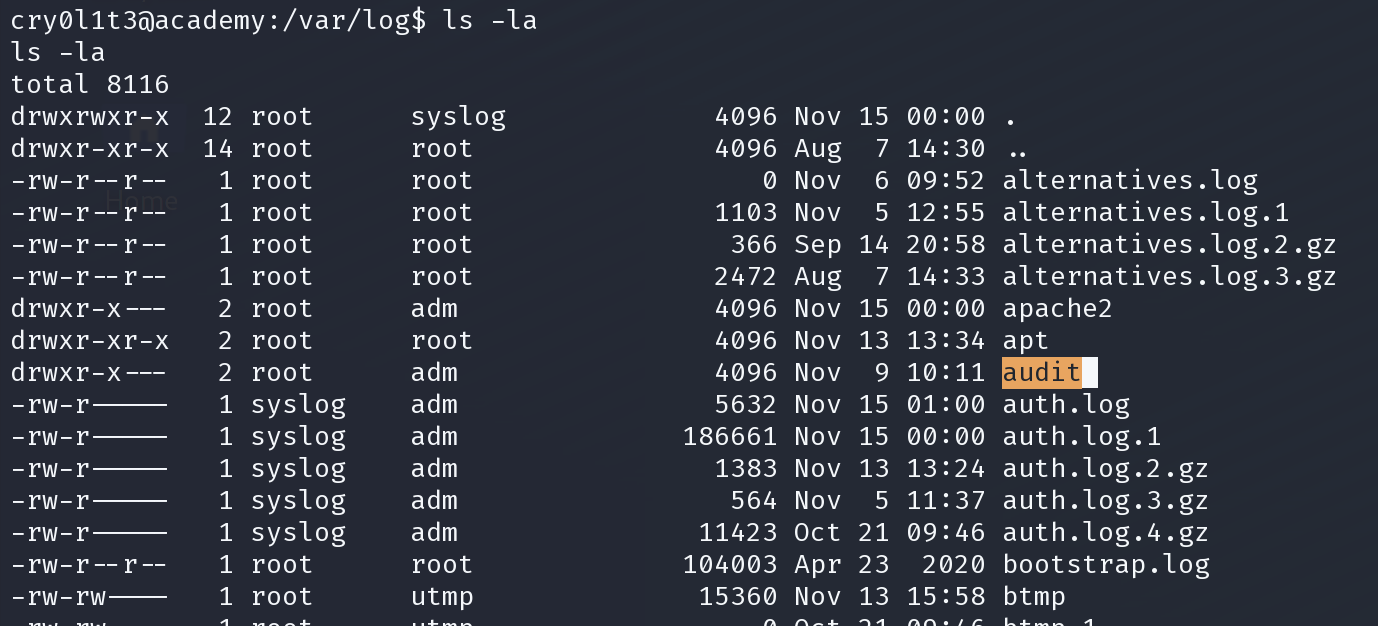 cry0l1t3@academy:/var/log$ ls -la
ls -la
total 8116
drwxrwxr-x  12 root      syslog             4096 Nov 15 00:00 .
drwxr-xr-x  14 root      root               4096 Aug  7 14:30 ..
-rw-r--r--   1 root      root                  0 Nov  6 09:52 alternatives.log
Home
-rw-r--r--   1 root      root               1103 Nov  5 12:55 alternatives.log.1
-rw-r--r--   1 root      root                366 Sep 14 20:58 alternatives.log.2.gz
-rw-r--r--   1 root      root               2472 Aug  7 14:33 alternatives.log.3.gz
drwxr-x---   2 root      adm                4096 Nov 15 00:00 apache2
drwxr-xr-x   2 root      root               4096 Nov 13 13:34 apt
drwxr-x---   2 root      adm                4096 Nov  9 10:11 audit
-rw-r-----   1 syslog    adm                5632 Nov 15 01:00 auth.log
-rw-r-----   1 syslog    adm              186661 Nov 15 00:00 auth.log.1
-rw-r-----   1 syslog    adm                1383 Nov 13 13:24 auth.log.2.gz
-rw-r-----   1 syslog    adm                 564 Nov  5 11:37 auth.log.3.gz
-rw-r-----   1 syslog    adm               11423 Oct 21 09:46 auth.log.4.gz
-rw-r--r--   1 root      root             104003 Apr 23  2020 bootstrap.log
-rw-rw----   1 root      utmp              15360 Nov 13 15:58 btmp